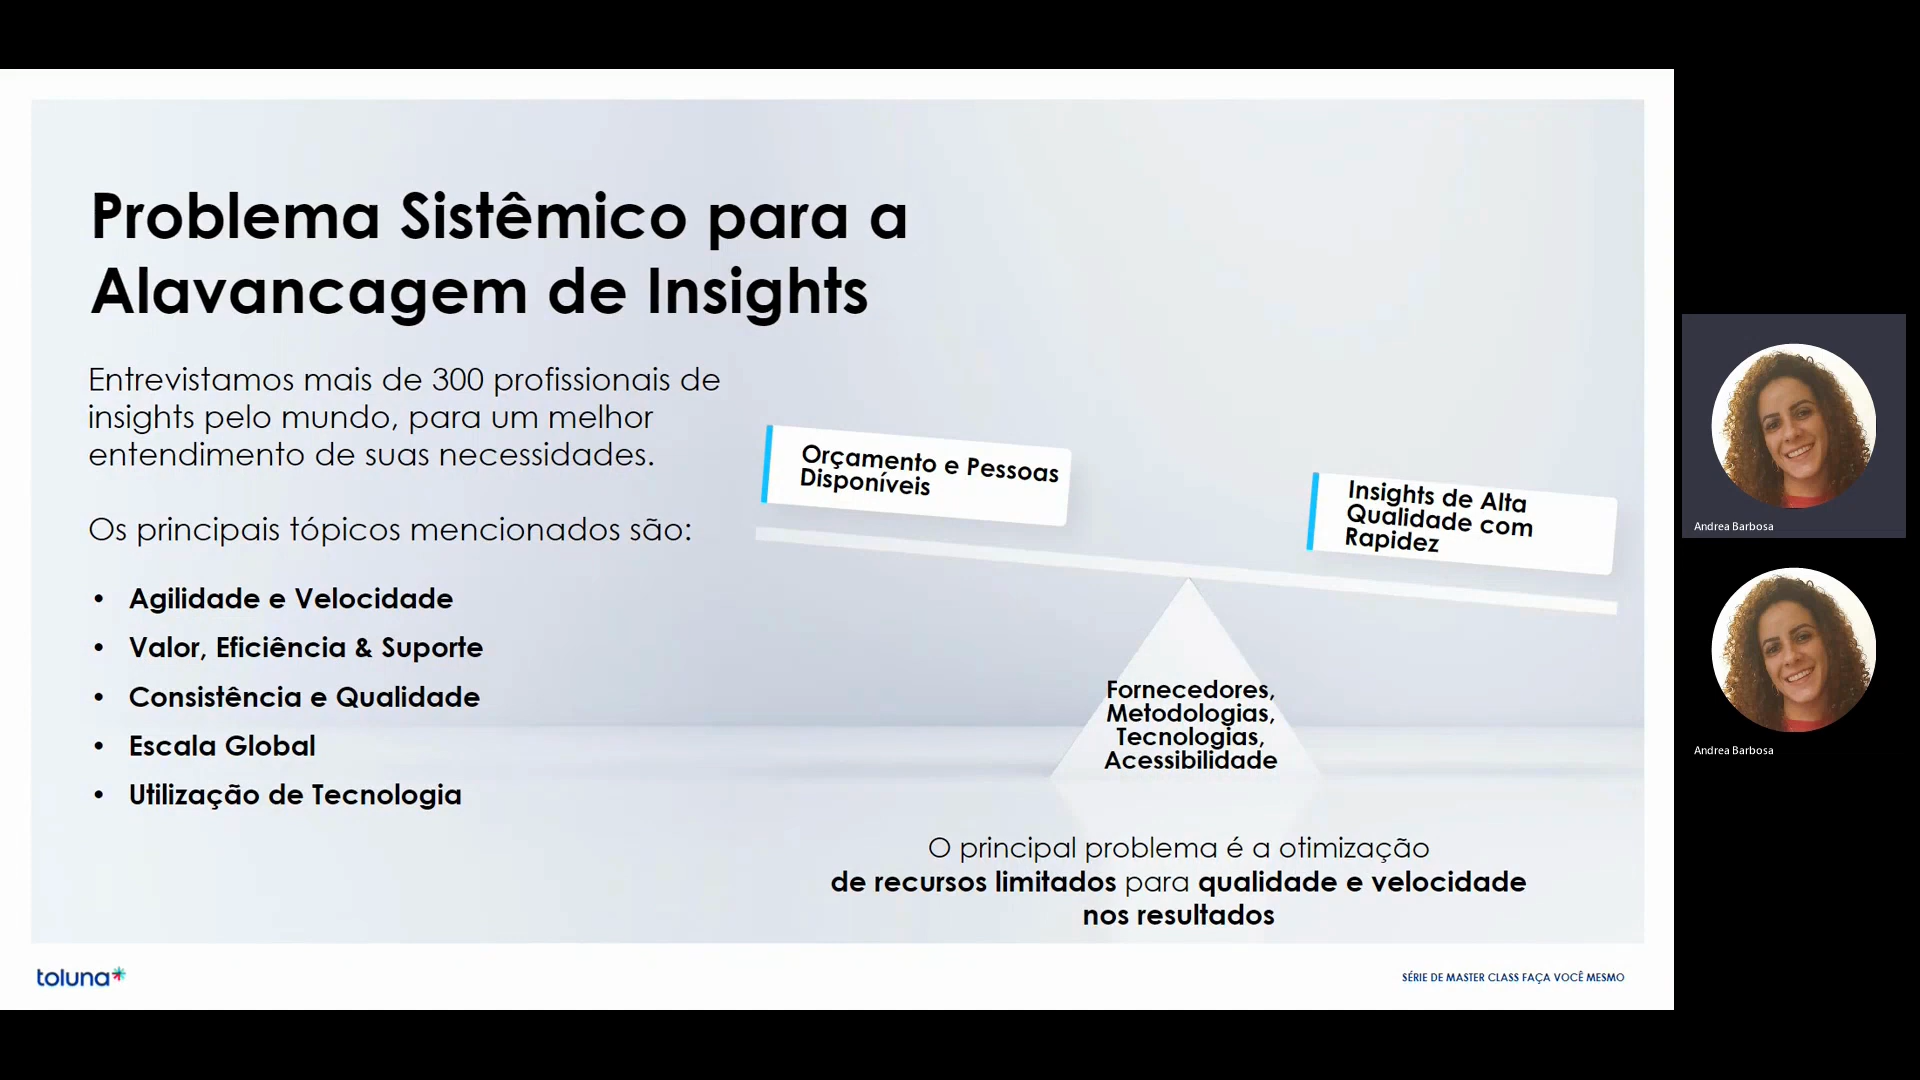 Problema Sistêmico para a
Alavancagem de Insights
Entrevistamos mais de 300 profissionais de
insights pelo mundo, para um melhor
entendimento de suas necessidades.
Os principais tópicos mencionados são:
• Agilidade e Velocidade
• Valor, Eficiência & Suporte
• Consistência e Qualidade
• Escala Global
• Utilização de Tecnologia
Orçamento e Pessoas
Disponíveis
Insights de Alta
Qualidade com
Rapidez
Fornecedores,
Metodologias,
Tecnologias,
Acessibilidade
O principal problema é a otimização
de recursos limitados para qualidade e velocidade
nos resultados
toluna
SÉRIE DE MASTER CLASS FAÇA VOCÊ MESMO
Andrea Barbosa
Andrea Barbosa